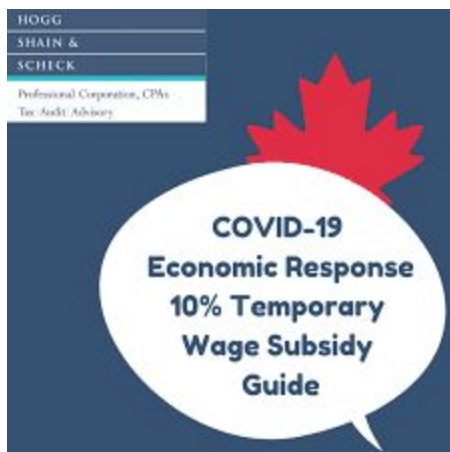 HOGG
SHAIN &
SCHECK
Professional Corporation, CPAs
Tax Audit Advisory
COVID-19
Economic Response
10% Temporary
Wage Subsidy
Guide